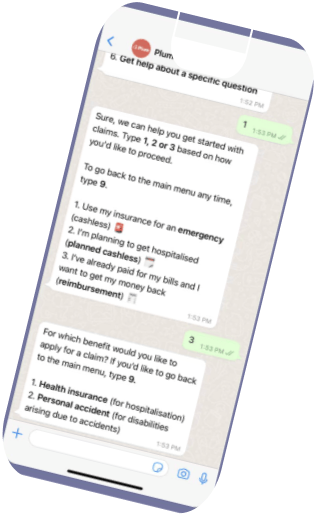 Plum
6. Get help about a specific question
1:52 PM
1
1:53 PM
Sure, we can help you get started with
claims. Type 1, 2 or 3 based on how
you'd like to proceed.
To go back to the main menu any time,
type 9.
1. Use my insurance for an emergency
(cashless)
2. I'm planning to get hospitalised
(planned cashless)
3. I've already paid for my bills and I
want to get my money back
(reimbursement)
1:53 PM
3
1:53 PM
For which benefit would you like to
apply for a claim? If you'd like to go back
to the main menu, type 9.
1. Health insurance (for hospitalisation)
2. Personal accident (for disabilities
arising due to accidents)
1:53 PM